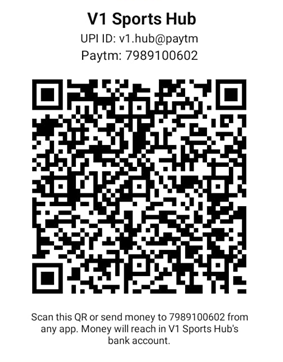 V1 Sports Hub
UPI ID: v1.hub@paytm
Paytm: 7989100602
Scan this QR or send money to 7989100602 from
any app. Money will reach in V1 Sports Hub's
bank account.